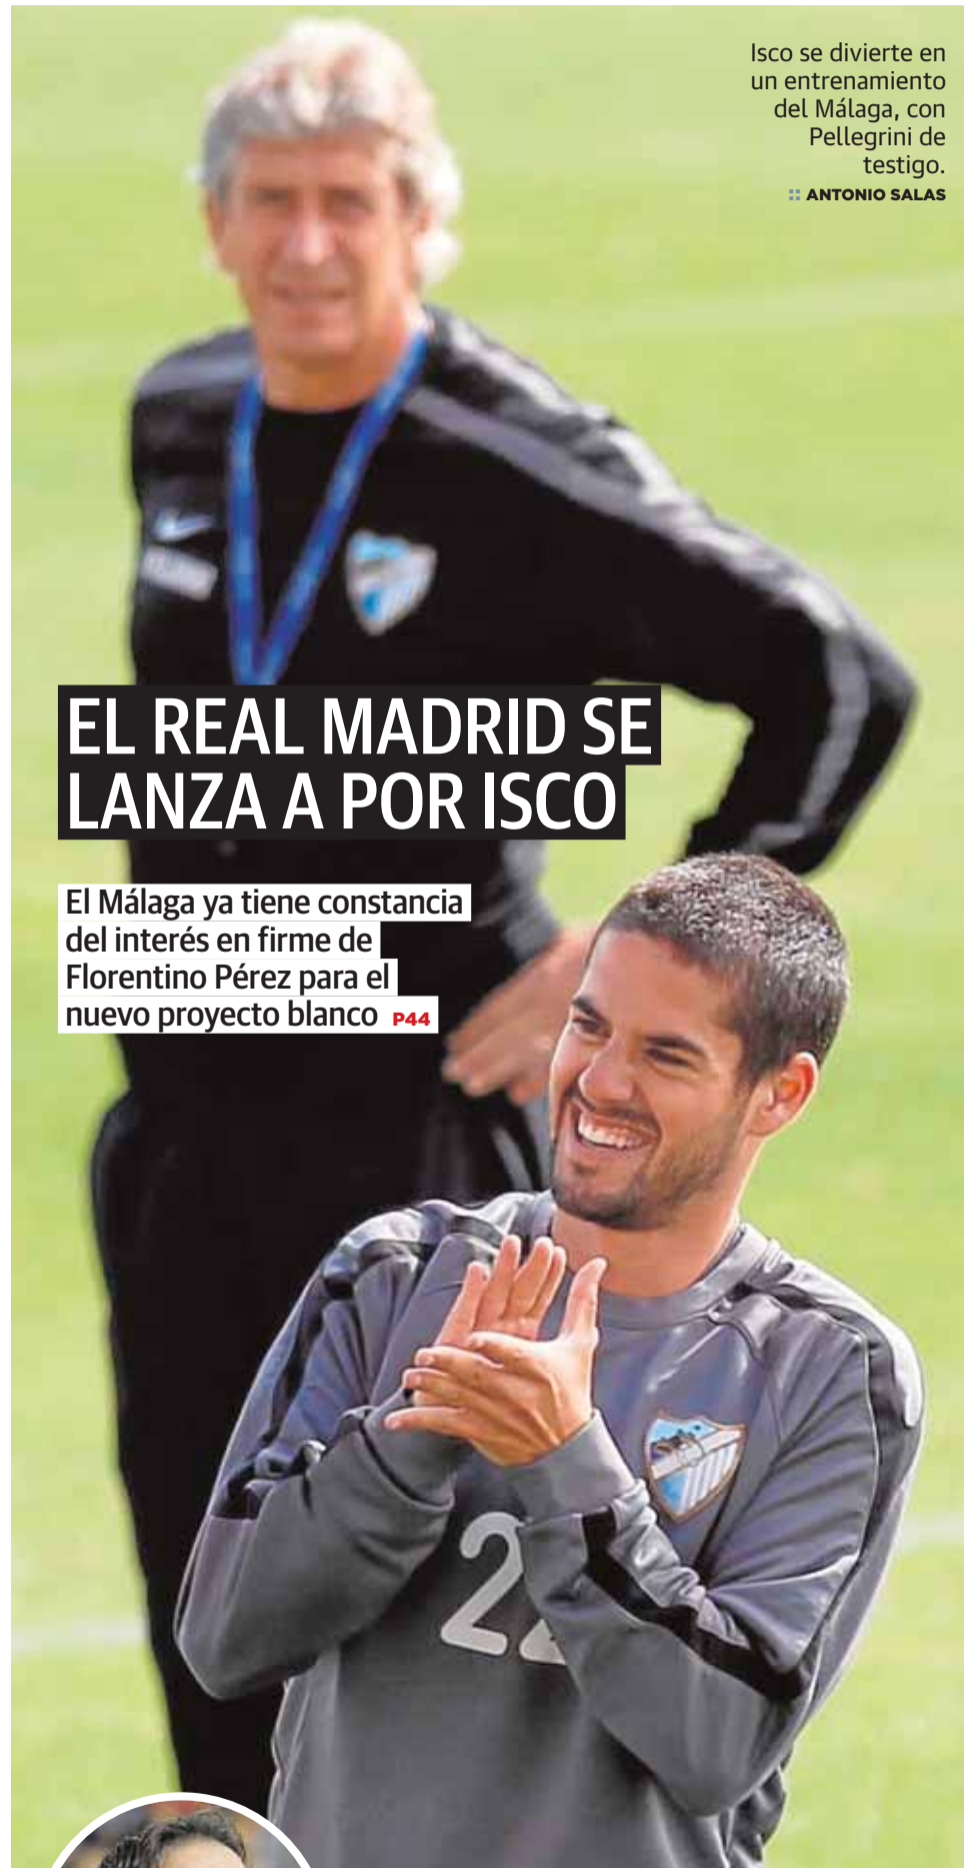 Isco se divierte en
un entrenamiento
del Málaga, con
Pellegrini de
testigo.
:: ANTONIO SALAS
EL REAL MADRID SE
LANZA A POR ISCO
El Málaga ya tiene constancia
del interés en firme de
Florentino Pérez para el
nuevo proyecto blanco P44
22